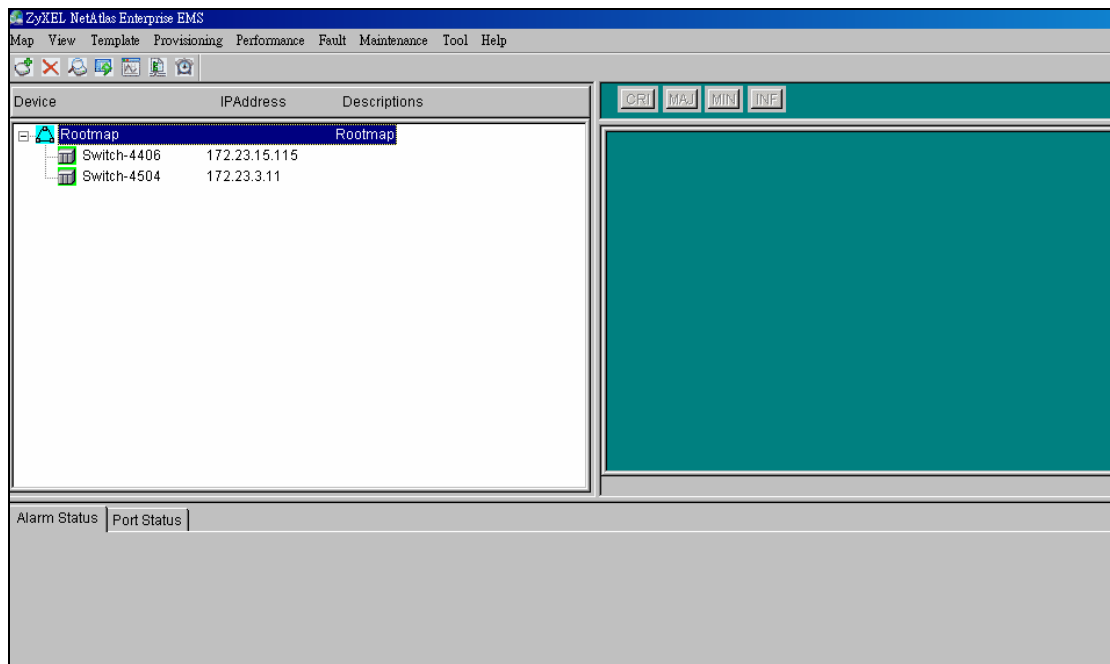 ZyXEL NetAtlas Enterprise EMS
Map View Template Provisioning Performance Fault Maintenance Tool Help
Device IPAddress Descriptions
CRI MAJ MIN INF
Rootmap Rootmap
Switch-4406 172.23.15.115
Switch-4504 172.23.3.11
Alarm Status Port Status